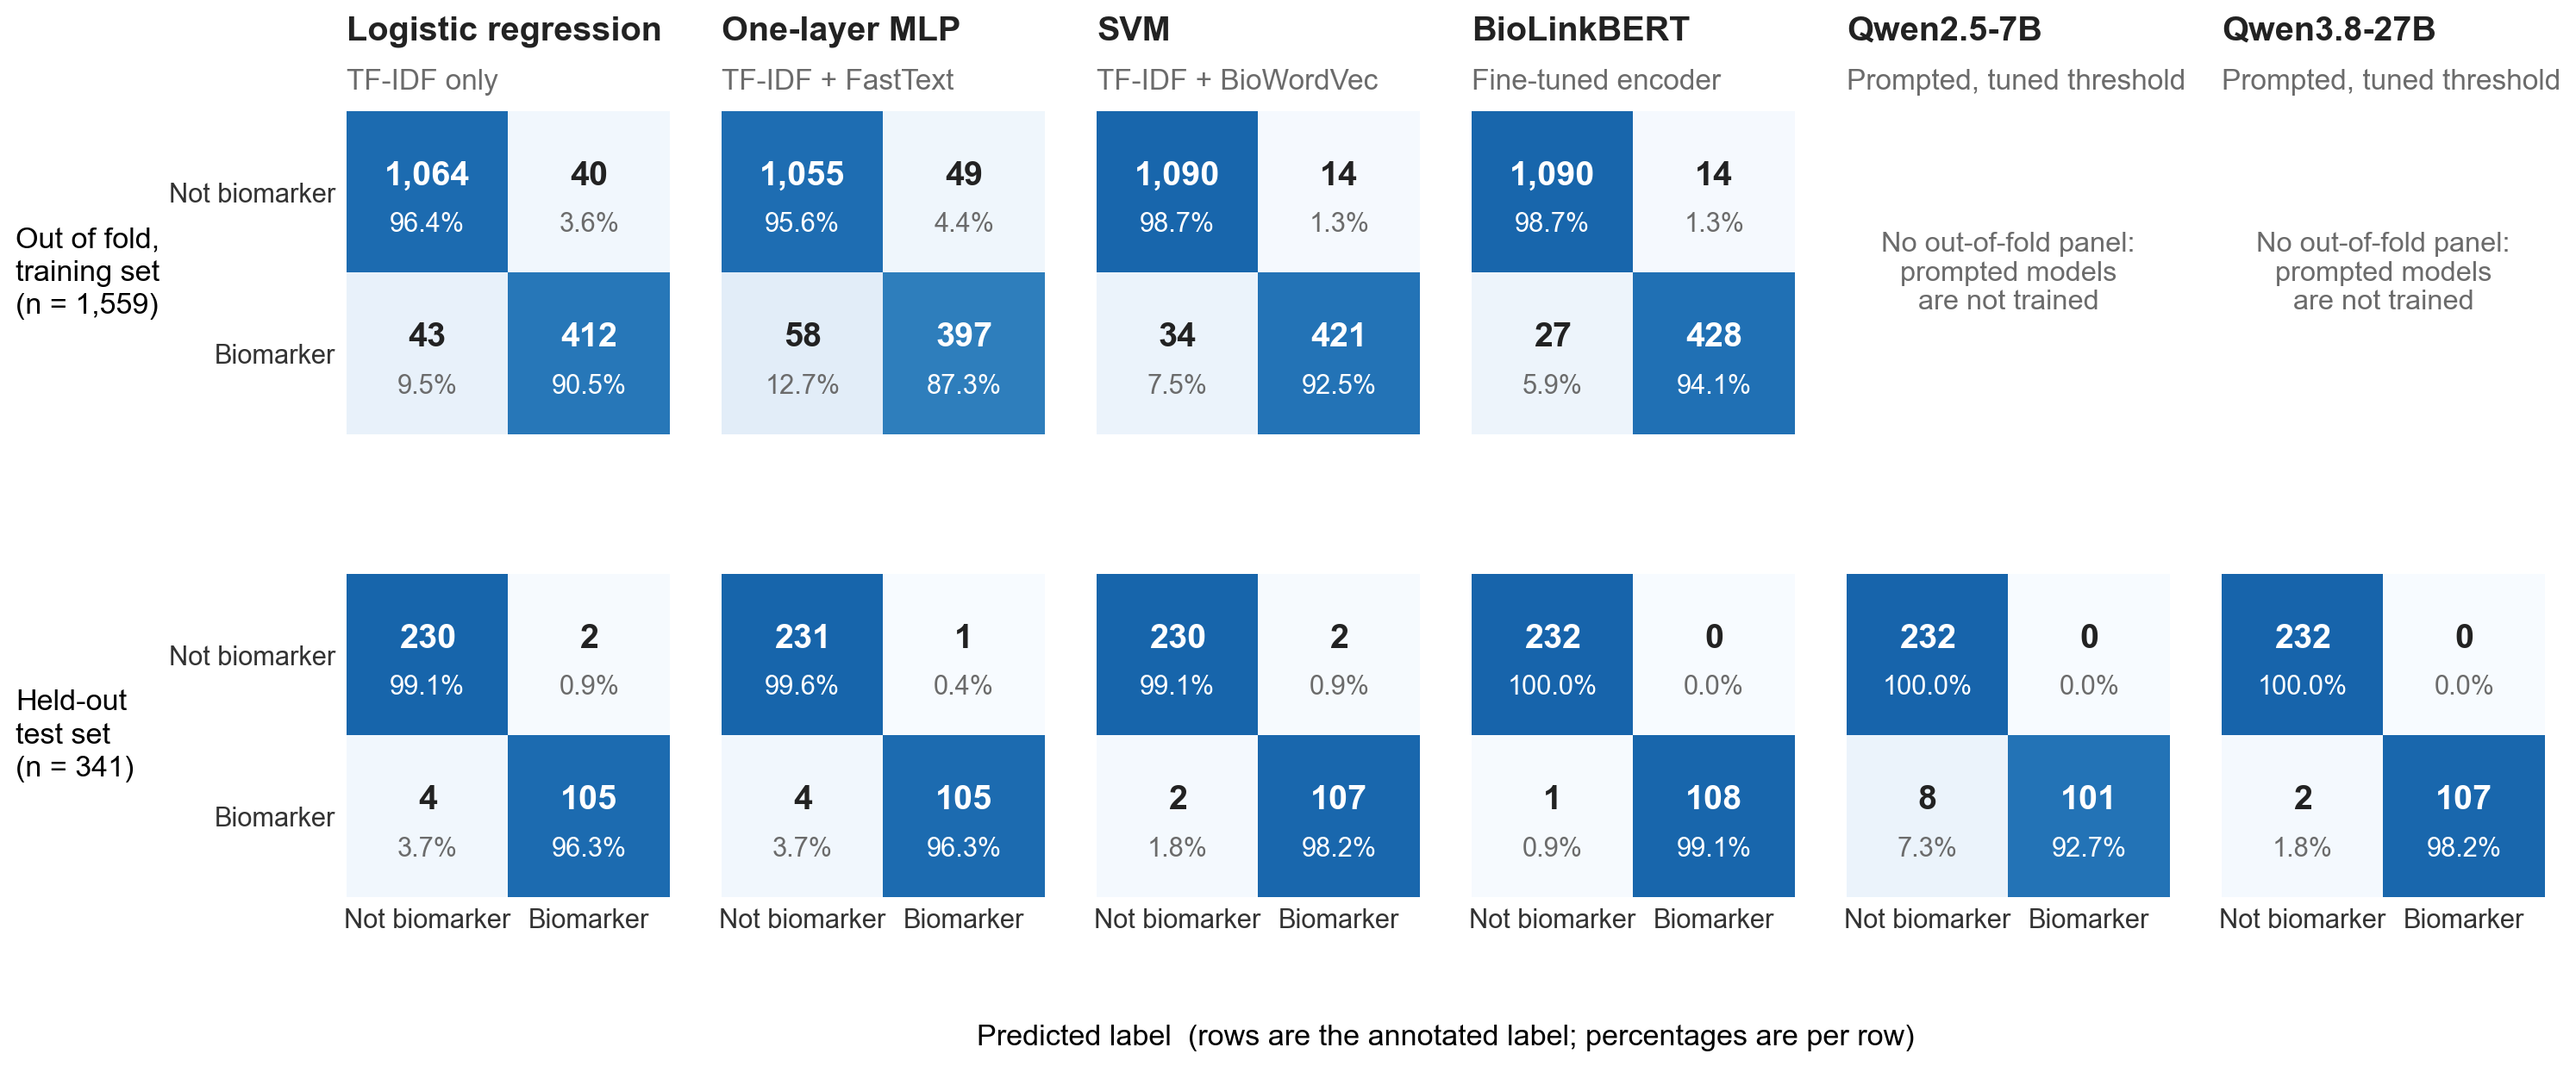 Logistic regression One-layer MLP SVM BioLinkBERT Qwen2.5-7B Qwen3.8-27B
TF-IDF only TF-IDF + FastText TF-IDF + BioWordVec Fine-tuned encoder Prompted, tuned threshold Prompted, tuned threshold
Out of fold,
training set
(n = 1,559)
Not biomarker
1,064 40 1,055 49 1,090 14 1,090 14
96.4% 3.6% 95.6% 4.4% 98.7% 1.3% 98.7% 1.3%
Biomarker
43 412 58 397 34 421 27 428
9.5% 90.5% 12.7% 87.3% 7.5% 92.5% 5.9% 94.1%
No out-of-fold panel:
prompted models
are not trained
No out-of-fold panel:
prompted models
are not trained
Held-out
test set
(n = 341)
Not biomarker
230 2 231 1 230 2 232 0 232 0 232 0
99.1% 0.9% 99.6% 0.4% 99.1% 0.9% 100.0% 0.0% 100.0% 0.0% 100.0% 0.0%
Biomarker
4 105 4 105 2 107 1 108 8 101 2 107
3.7% 96.3% 3.7% 96.3% 1.8% 98.2% 0.9% 99.1% 7.3% 92.7% 1.8% 98.2%
Not biomarker Biomarker Not biomarker Biomarker Not biomarker Biomarker Not biomarker Biomarker Not biomarker Biomarker Not biomarker Biomarker
Predicted label (rows are the annotated label; percentages are per row)